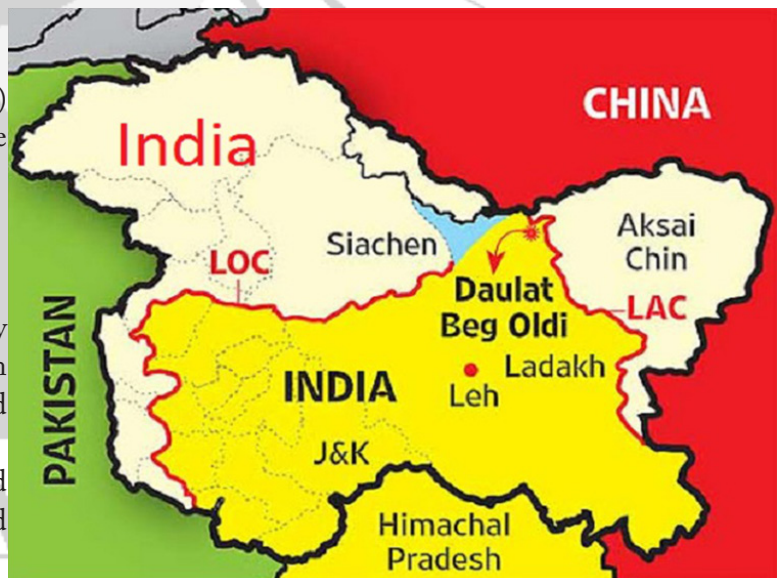 CHINA
India
Siachen
Aksai
Chin
LOC
Daulat
Beg Oldi
LAC
PAKISTAN
INDIA
Ladakh
Leh
J&K
Himachal
Pradesh